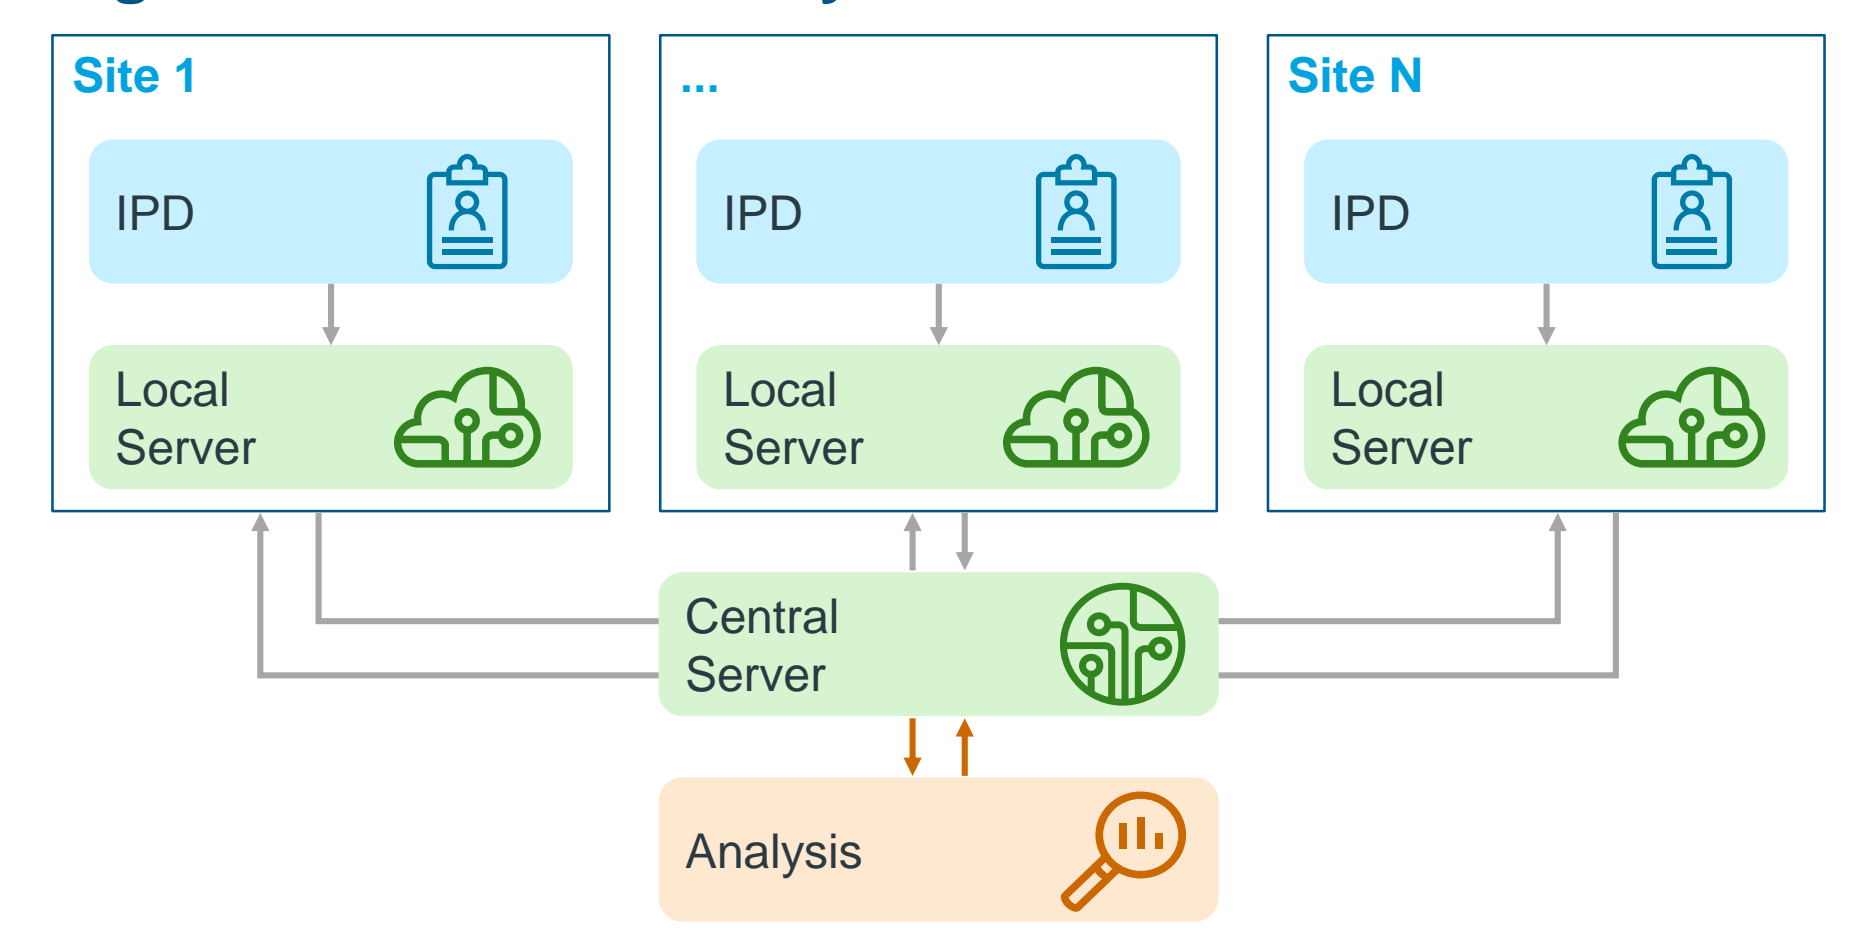 Site 1
IPD
Local
Server
...
IPD
Local
Server
Site N
IPD
Local
Server
Central
Server
Analysis